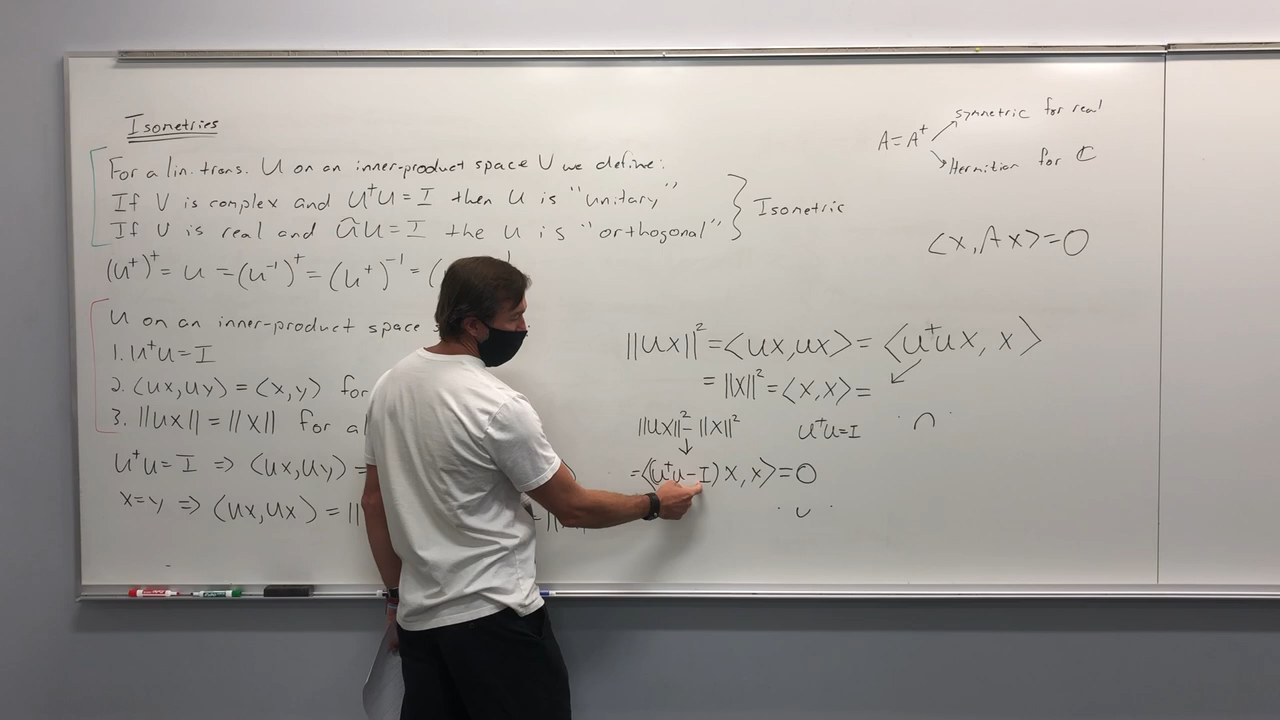 Isometries
For a lin. trans. U on an inner-product space V we define:
If V is complex and U†U = I then U is "unitary"
If V is real and ũU = I the U is "orthogonal"
Isometric
(U†)† = U = (U⁻¹)† = (U†)⁻¹ = (
U on an inner-product space
1. U†U = I
2. (Ux,Uy) = (x,y) for
3. ||Ux|| = ||x|| for al
U†U = I ⇒ (Ux,Uy) =
x=y ⇒ (Ux,Ux) = ||
A = A†
symmetric for real
Hermitian for ℂ
⟨x,Ax⟩=0
||Ux||² = ⟨Ux,Ux⟩ = ⟨U†Ux, x⟩
= ||x||² = ⟨x,x⟩ =
||Ux||² - ||x||² U†U=I
= ⟨(U†U-I)x,x⟩=0